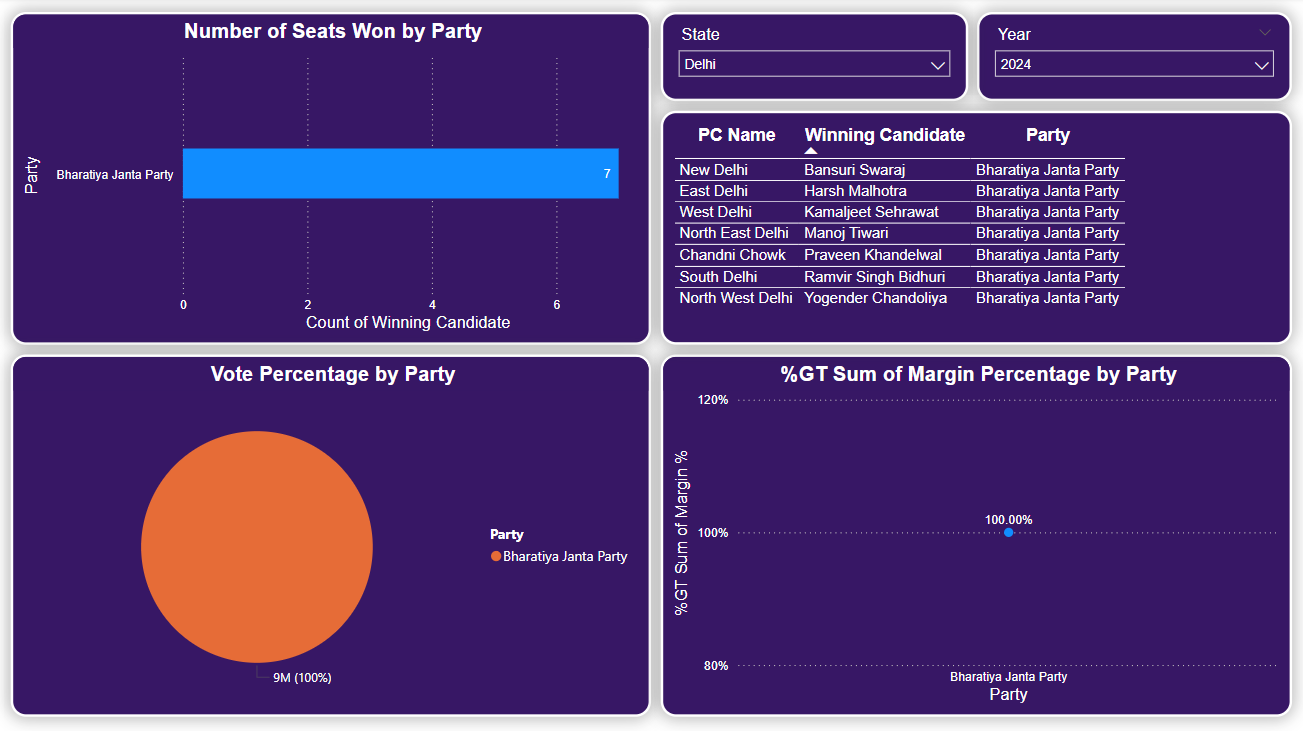 Number of Seats Won by Party
Party
Bharatiya Janta Party
7
0 2 4 6
Count of Winning Candidate
State
Delhi
Year
2024
PC Name Winning Candidate Party
New Delhi Bansuri Swaraj Bharatiya Janta Party
East Delhi Harsh Malhotra Bharatiya Janta Party
West Delhi Kamaljeet Sehrawat Bharatiya Janta Party
North East Delhi Manoj Tiwari Bharatiya Janta Party
Chandni Chowk Praveen Khandelwal Bharatiya Janta Party
South Delhi Ramvir Singh Bidhuri Bharatiya Janta Party
North West Delhi Yogender Chandoliya Bharatiya Janta Party
Vote Percentage by Party
Party
Bharatiya Janta Party
9M (100%)
%GT Sum of Margin Percentage by Party
%GT Sum of Margin %
120%
100.00%
100%
80%
Bharatiya Janta Party
Party